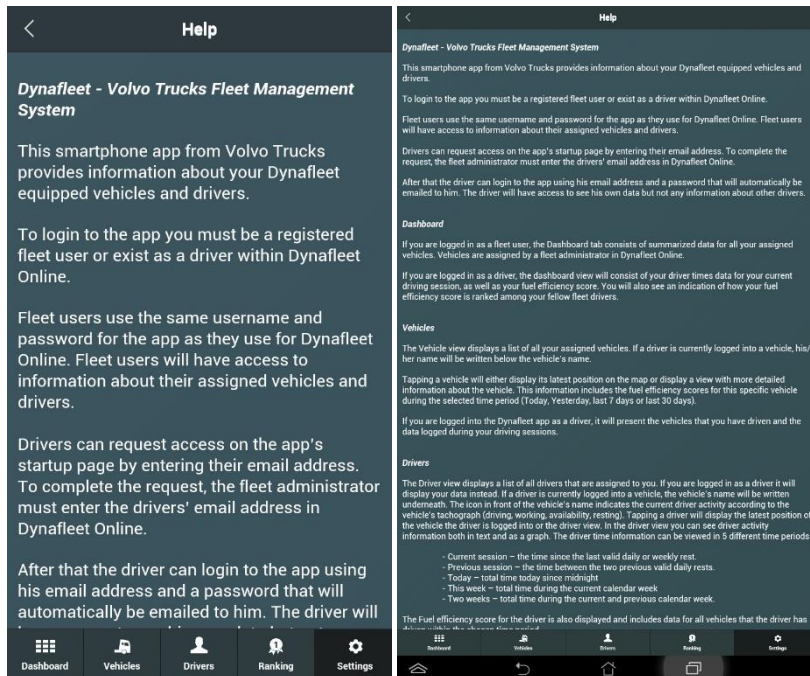 Help
Dynafleet - Volvo Trucks Fleet Management
System
This smartphone app from Volvo Trucks
provides information about your Dynafleet
equipped vehicles and drivers.
To login to the app you must be a registered
fleet user or exist as a driver within Dynafleet
Online.
Fleet users use the same username and
password for the app as they use for Dynafleet
Online. Fleet users will have access to
information about their assigned vehicles and
drivers.
Drivers can request access on the app's
startup page by entering their email address.
To complete the request, the fleet administrator
must enter the drivers' email address in
Dynafleet Online.
After that the driver can login to the app using
his email address and a password that will
automatically be emailed to him. The driver will
Dashboard Vehicles Drivers Ranking Settings
Help
Dynafleet - Volvo Trucks Fleet Management System
This smartphone app from Volvo Trucks provides information about your Dynafleet equipped vehicles and
drivers.
To login to the app you must be a registered fleet user or exist as a driver within Dynafleet Online.
Fleet users use the same username and password for the app as they use for Dynafleet Online. Fleet users
will have access to information about their assigned vehicles and drivers.
Drivers can request access on the app's startup page by entering their email address. To complete the
request, the fleet administrator must enter the drivers' email address in Dynafleet Online.
After that the driver can login to the app using his email address and a password that will automatically be
emailed to him. The driver will have access to see his own data but not any information about other drivers.
Dashboard
If you are logged in as a fleet user, the Dashboard tab consists of summarized data for all your assigned
vehicles. Vehicles are assigned by a fleet administrator in Dynafleet Online.
If you are logged in as a driver, the dashboard view will consist of your driver times data for your current
driving session, as well as your fuel efficiency score. You will also see an indication of how your fuel
efficiency score is ranked among your fellow fleet drivers.
Vehicles
The Vehicle view displays a list of all your assigned vehicles. If a driver is currently logged into a vehicle, his/
her name will be written below the vehicle's name.
Tapping a vehicle will either display its latest position on the map or display a view with more detailed
information about the vehicle. This information includes the fuel efficiency scores for this specific vehicle
during the selected time period (Today, Yesterday, last 7 days or last 30 days).
If you are logged into the Dynafleet app as a driver, it will present the vehicles that you have driven and the
data logged during your driving sessions.
Drivers
The Driver view displays a list of all drivers that are assigned to you. If you are logged in as a driver it will
display your data instead. If a driver is currently logged into a vehicle, the vehicle's name will be written
underneath. The icon in front of the vehicle's name indicates the current driver activity according to the
vehicle's tachograph (driving, working, availability, resting). Tapping a driver will display the latest position of
the vehicle the driver is logged into or the driver view. In the driver view you can see driver activity
information both in text and as a graph. The driver time information can be viewed in 5 different time periods
- Current session – the time since the last valid daily or weekly rest.
- Previous session – the time between the two previous valid daily rests.
- Today – total time today since midnight
- This week – total time during the current calendar week
- Two weeks – total time during the current and previous calendar week.
The Fuel efficiency score for the driver is also displayed and includes data for all vehicles that the driver has
Dashboard Vehicles Drivers Ranking Settings